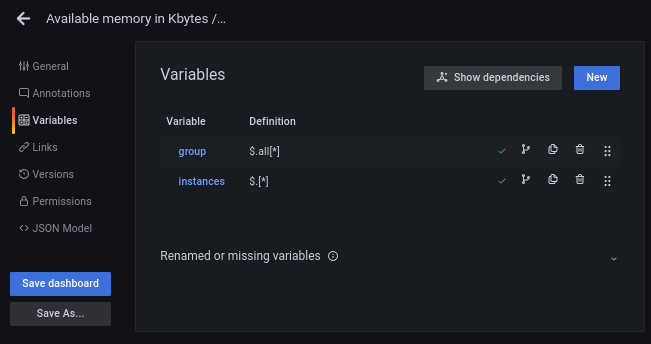 Available memory in Kbytes /...
General
Annotations
Variables
Links
Versions
Permissions
JSON Model
Save dashboard
Save As...
Variables
Show dependencies
New
Variable Definition
group $.all[*]
instances $.[*]
Renamed or missing variables